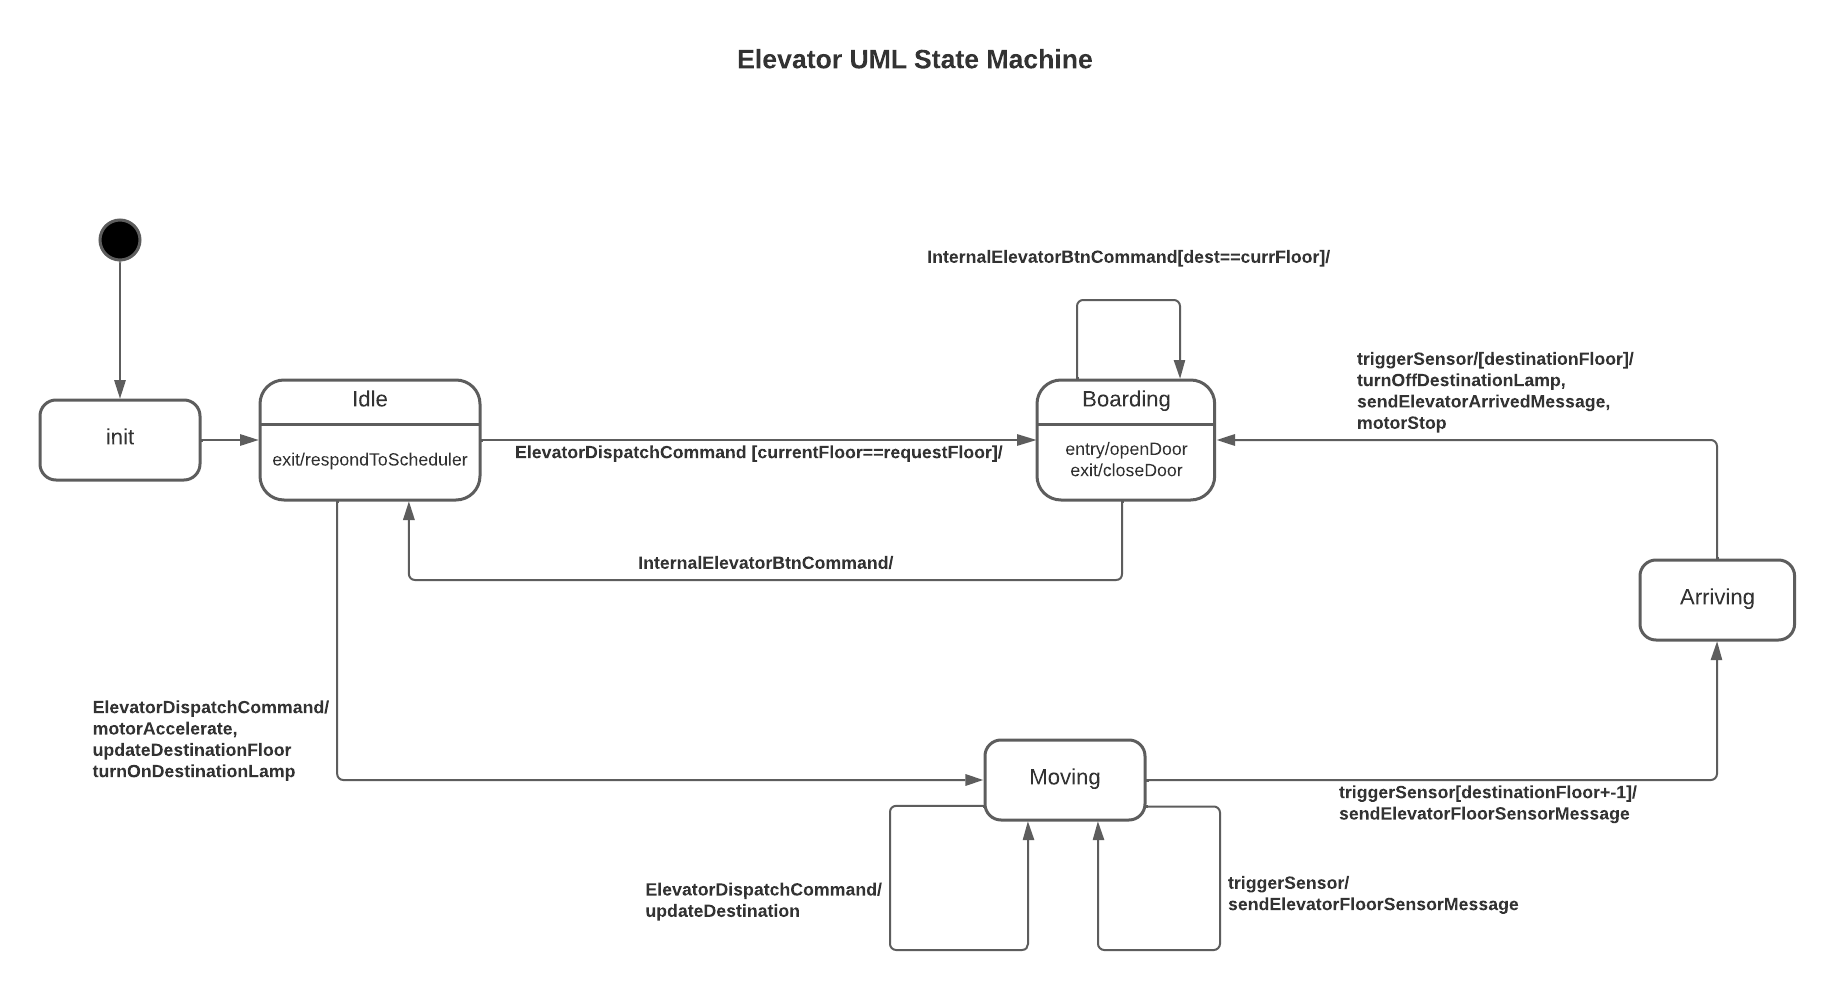 Elevator UML State Machine
InternalElevatorBtnCommand[dest==currFloor]/
triggerSensor/[destinationFloor]/
turnOffDestinationLamp,
sendElevatorArrivedMessage,
motorStop
init
Idle
exit/respondToScheduler
ElevatorDispatchCommand [currentFloor==requestFloor]/
Boarding
entry/openDoor
exit/closeDoor
InternalElevatorBtnCommand/
Arriving
ElevatorDispatchCommand/
motorAccelerate,
updateDestinationFloor
turnOnDestinationLamp
Moving
triggerSensor[destinationFloor+-1]/
sendElevatorFloorSensorMessage
ElevatorDispatchCommand/
updateDestination
triggerSensor/
sendElevatorFloorSensorMessage